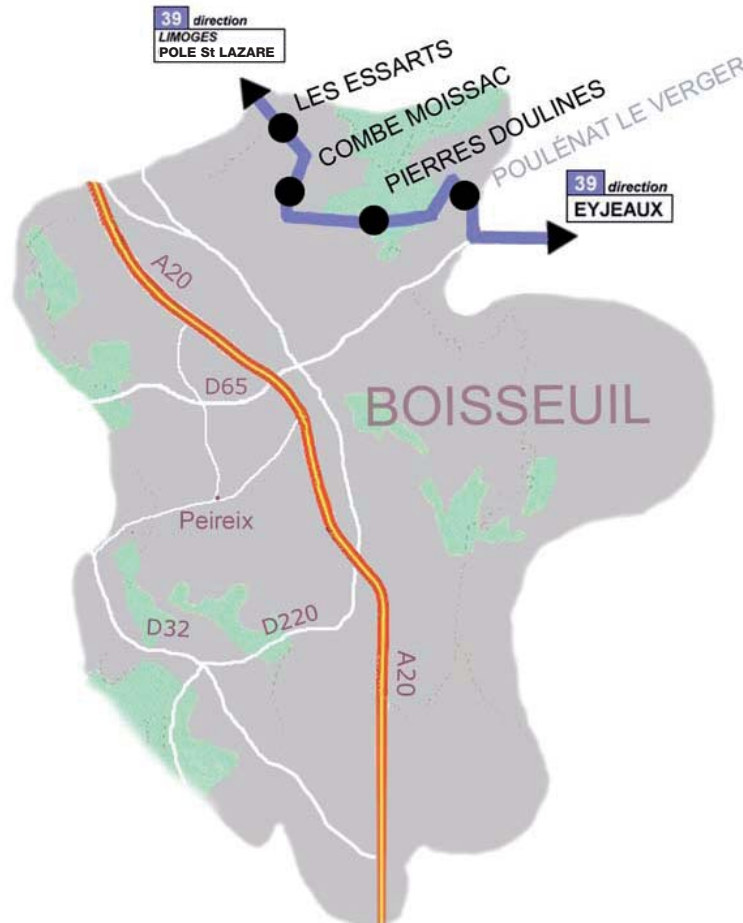 39 direction
LIMOGES
POLE St LAZARE
LES ESSARTS
COMBE MOISSAC
PIERRES DOULINES
POULÉNAT LE VERGER
39 direction
EYJEAUX
A20
D65
BOISSEUIL
Peireix
D32
D220
A20